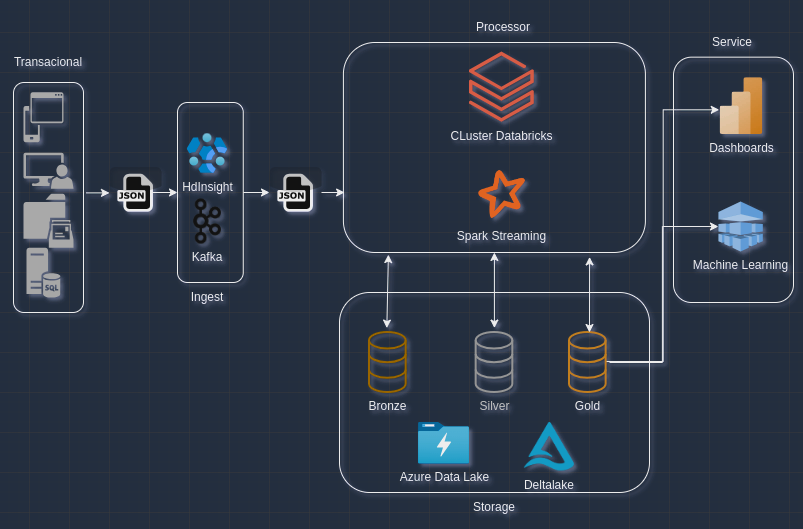 Processor
Service
Transacional
CLuster Databricks
Dashboards
JSON
HdInsight
JSON
Spark Streaming
Kafka
Machine Learning
SQL
Ingest
Bronze
Silver
Gold
Azure Data Lake
Deltalake
Storage